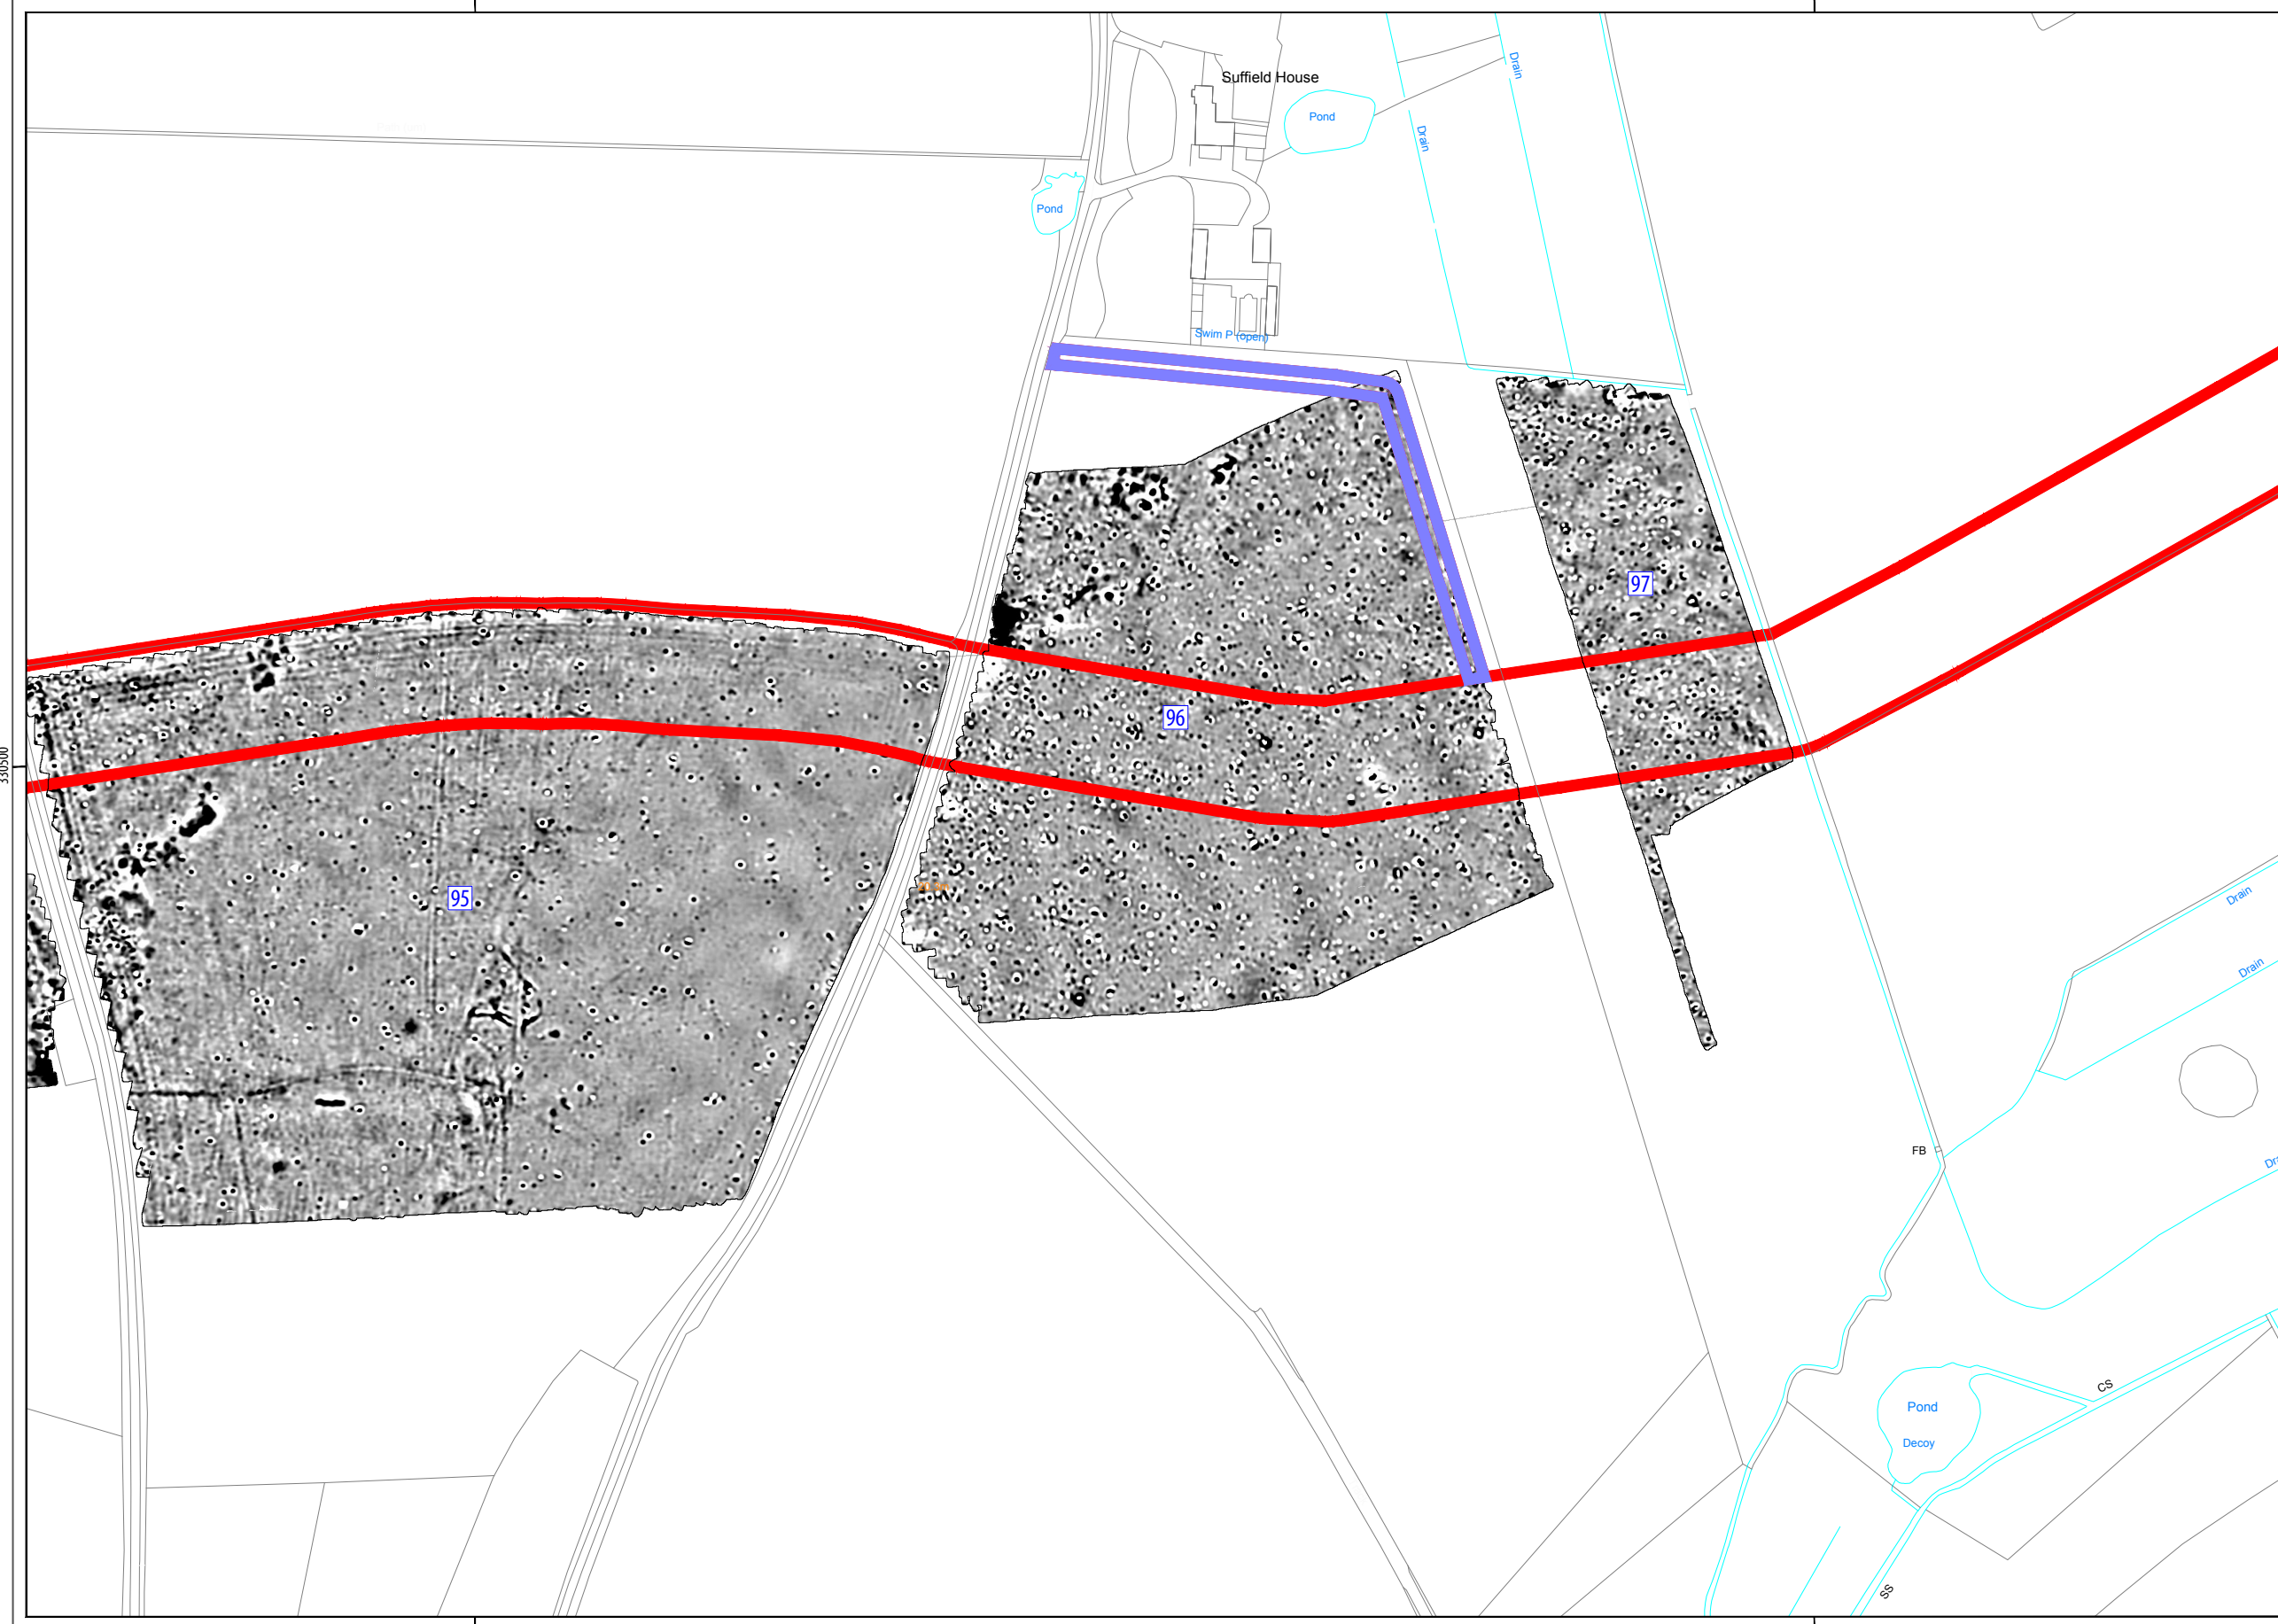 Suffield House
Drain
Pond
Drain
Pond
Swim P (open)
97
96
330500
95
Drain
Drain
FB
CS
Pond
Decoy
SS